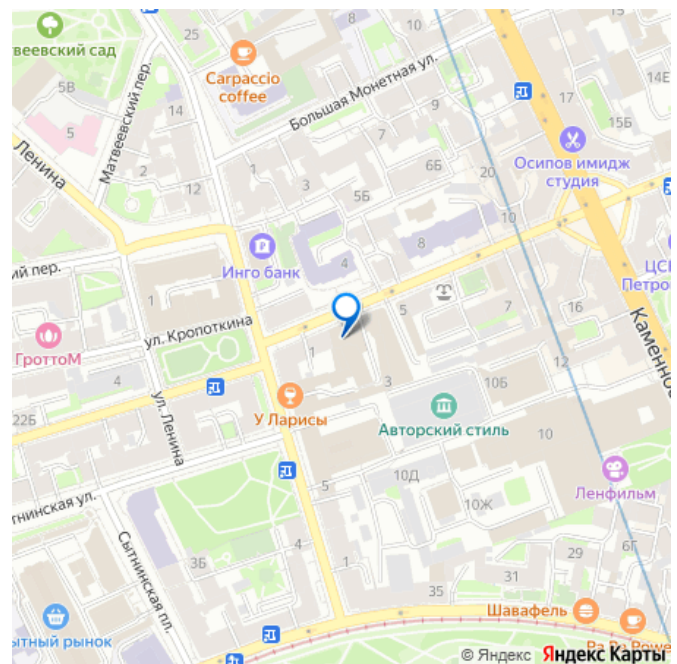 твеевский сад
25
Carpaccio
coffee
10
8
Большая Монетная ул.
14Е
5В
Матвеевский пер.
14
9
17
15Б
5
7
Осипов имидж
студия
Ленина
2
12
1
3
6Б
20
5Б
10
Инго банк
4
8
ЦС
Петро
ий пер.
1
ул. Кропоткина
5
7
16
Каменно
ГроттоМ
1
4
3
12
10Б
У Ларисы
Авторский стиль
22Б
ул. Ленина
10
10Д
Ленфильм
тнинская ул.
5
10Ж
Сытнинская пл.
3Б
4
1
29
6Г
31
35
Шавафель
ытный рынок
© Яндекс Яндекс Карты